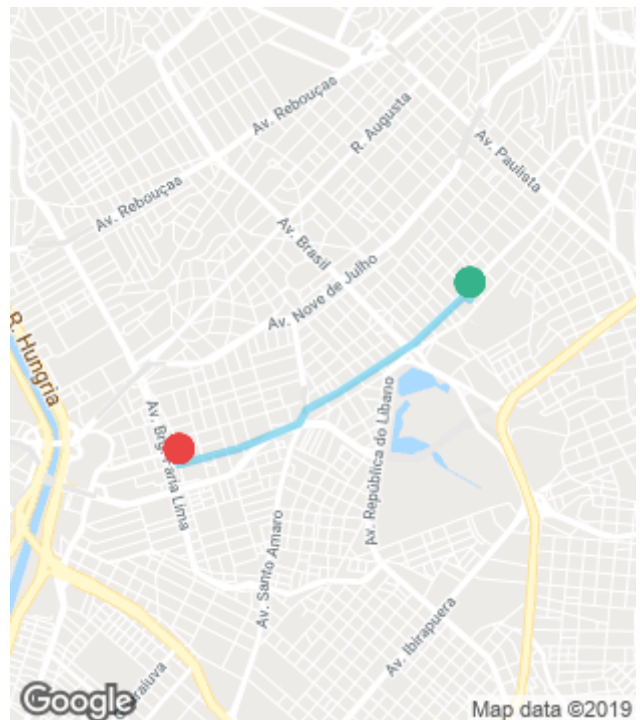 Av. Rebouças
R. Augusta
Av. Paulista
Av. Rebouças
Av. Brasil
Av. Nove de Julho
R. Hungria
Av. República do Líbano
Av. Brg. Faria Lima
Av. Santo Amaro
Av. Ibirapuera
Google
Map data ©2019